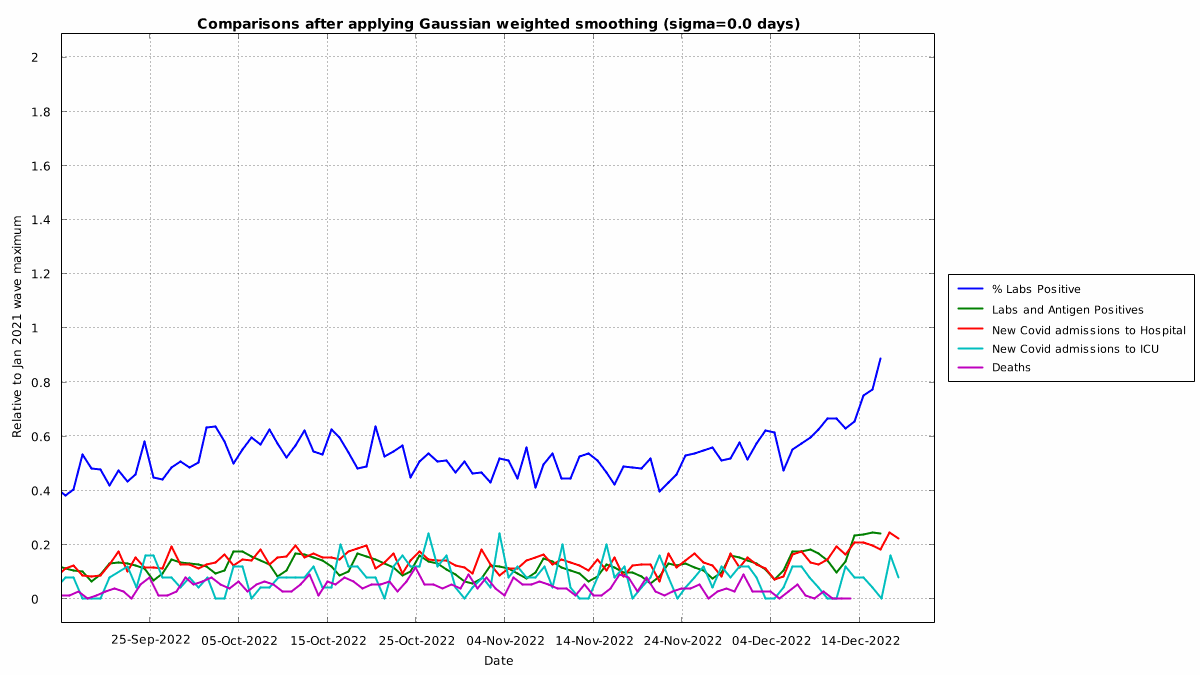 Comparisons after applying Gaussian weighted smoothing (sigma=0.0 days)
2
1.8
1.6
1.4
1.2
1
0.8
0.6
0.4
0.2
0
Relative to Jan 2021 wave maximum
25-Sep-2022 05-Oct-2022 15-Oct-2022 25-Oct-2022 04-Nov-2022 14-Nov-2022 24-Nov-2022 04-Dec-2022 14-Dec-2022
Date
% Labs Positive
Labs and Antigen Positives
New Covid admissions to Hospital
New Covid admissions to ICU
Deaths